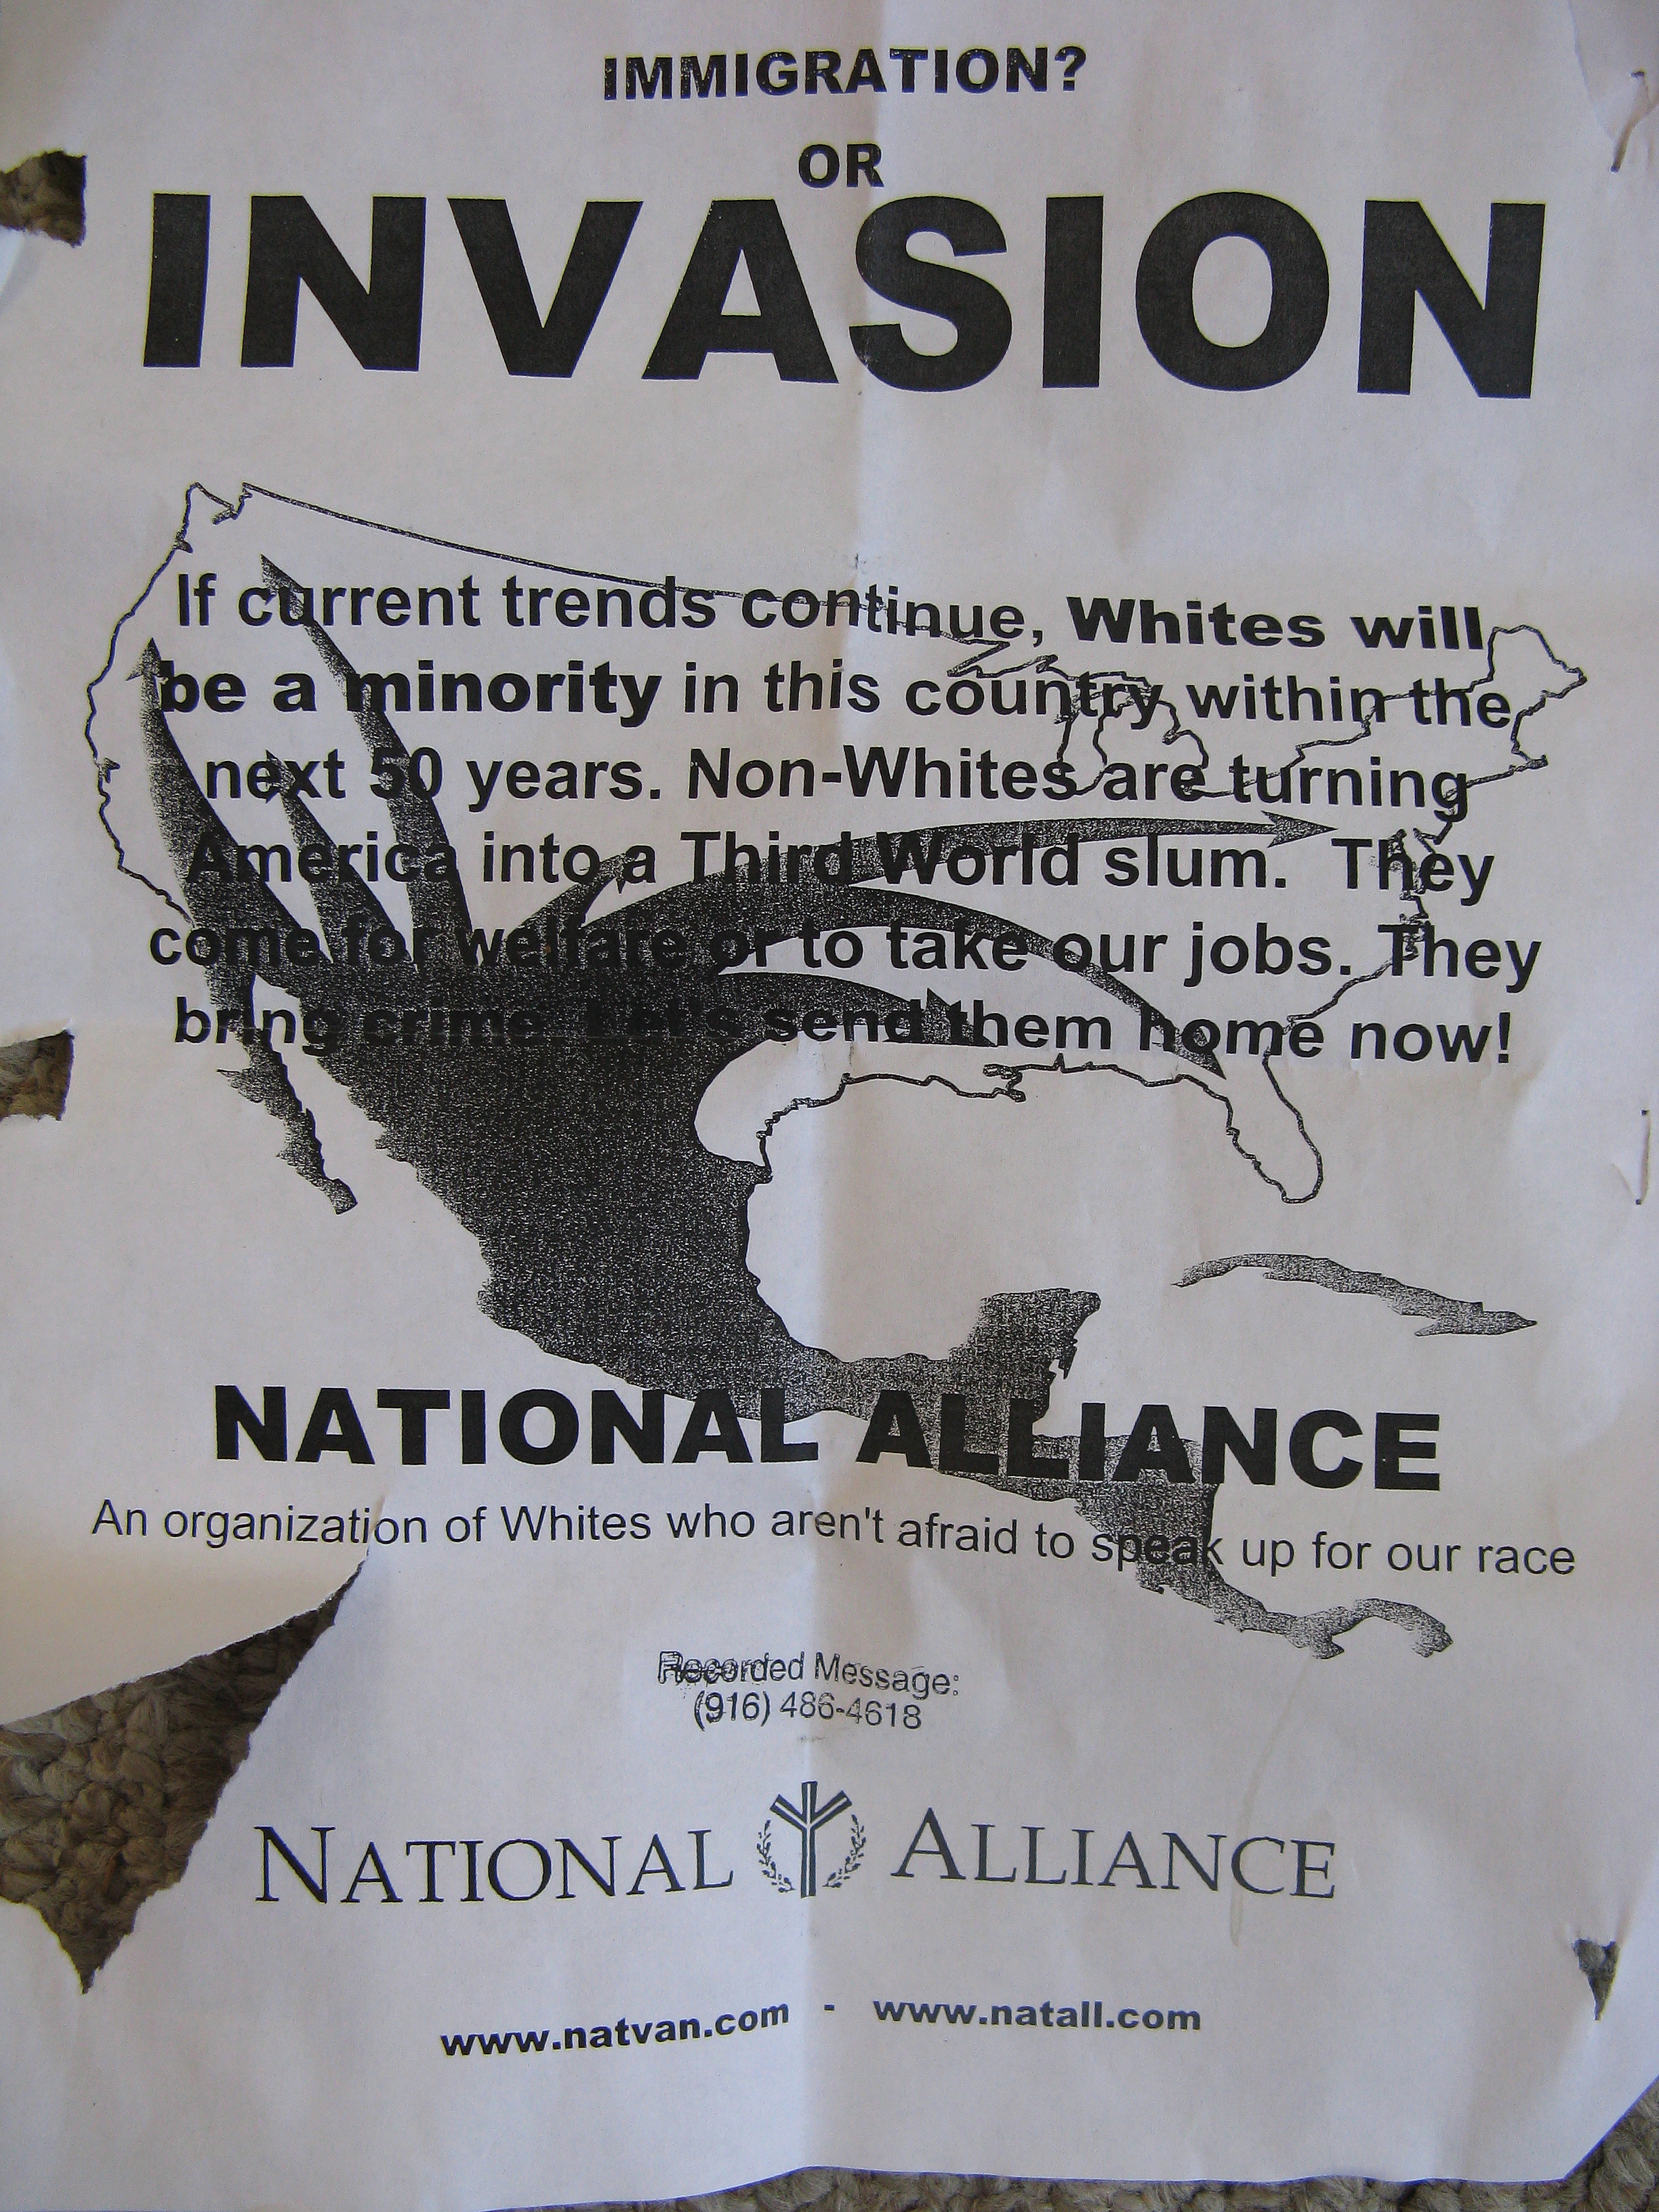 IMMIGRATION?
OR
INVASION
If current trends continue, Whites will
be a minority in this country within the
next 50 years. Non-Whites are turning
America into a Third World slum. They
come for welfare or to take our jobs. They
bring crime. Let's send them home now!
NATIONAL ALLIANCE
An organization of Whites who aren't afraid to speak up for our race
Recorded Message:
(916) 486-4618
NATIONAL ALLIANCE
www.natvan.com - www.natall.com